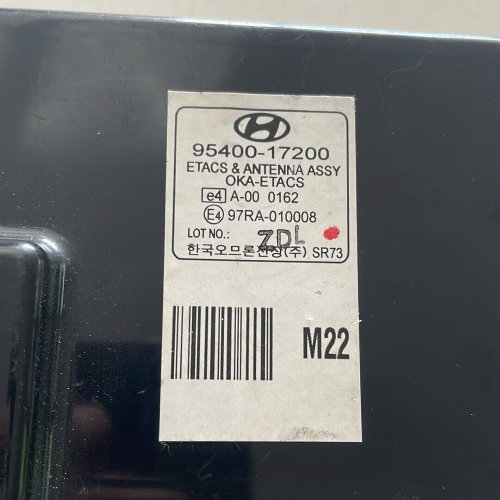 95400-17200
ETACS & ANTENNA ASSY
OKA-ETACS
e4 A-00 0162
E4 97RA-010008
LOT NO.: ZDL
한국오므론전장(주) SR73
M22